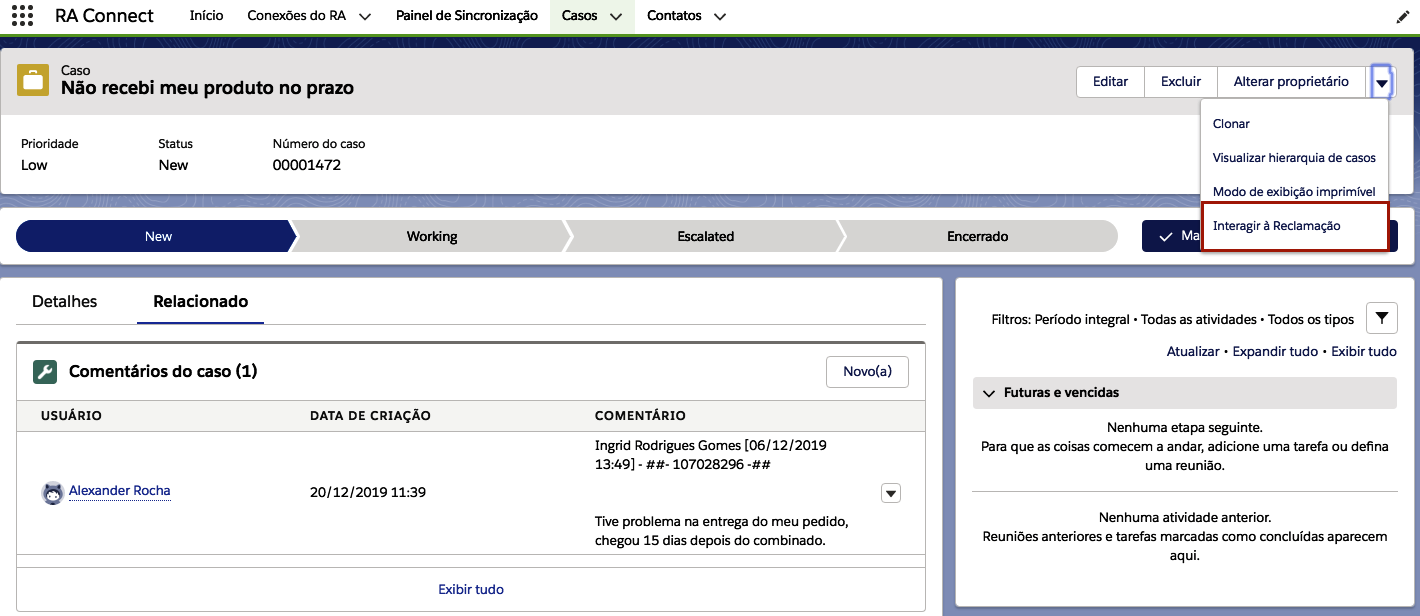 RA Connect
Início
Conexões do RA
Painel de Sincronização
Casos
Contatos
Caso
Não recebi meu produto no prazo
Editar
Excluir
Alterar proprietário
Clonar
Visualizar hierarquia de casos
Modo de exibição imprimível
Interagir à Reclamação
Prioridade
Low
Status
New
Número do caso
00001472
New
Working
Escalated
Encerrado
Ma
Detalhes
Relacionado
Comentários do caso (1)
Novo(a)
USUÁRIO
DATA DE CRIAÇÃO
COMENTÁRIO
Alexander Rocha
20/12/2019 11:39
Ingrid Rodrigues Gomes [06/12/2019
13:49] - ##- 107028296 -##
Tive problema na entrega do meu pedido,
chegou 15 dias depois do combinado.
Exibir tudo
Filtros: Período integral • Todas as atividades • Todos os tipos
Atualizar • Expandir tudo • Exibir tudo
Futuras e vencidas
Nenhuma etapa seguinte.
Para que as coisas comecem a andar, adicione uma tarefa ou defina
uma reunião.
Nenhuma atividade anterior.
Reuniões anteriores e tarefas marcadas como concluídas aparecem
aqui.